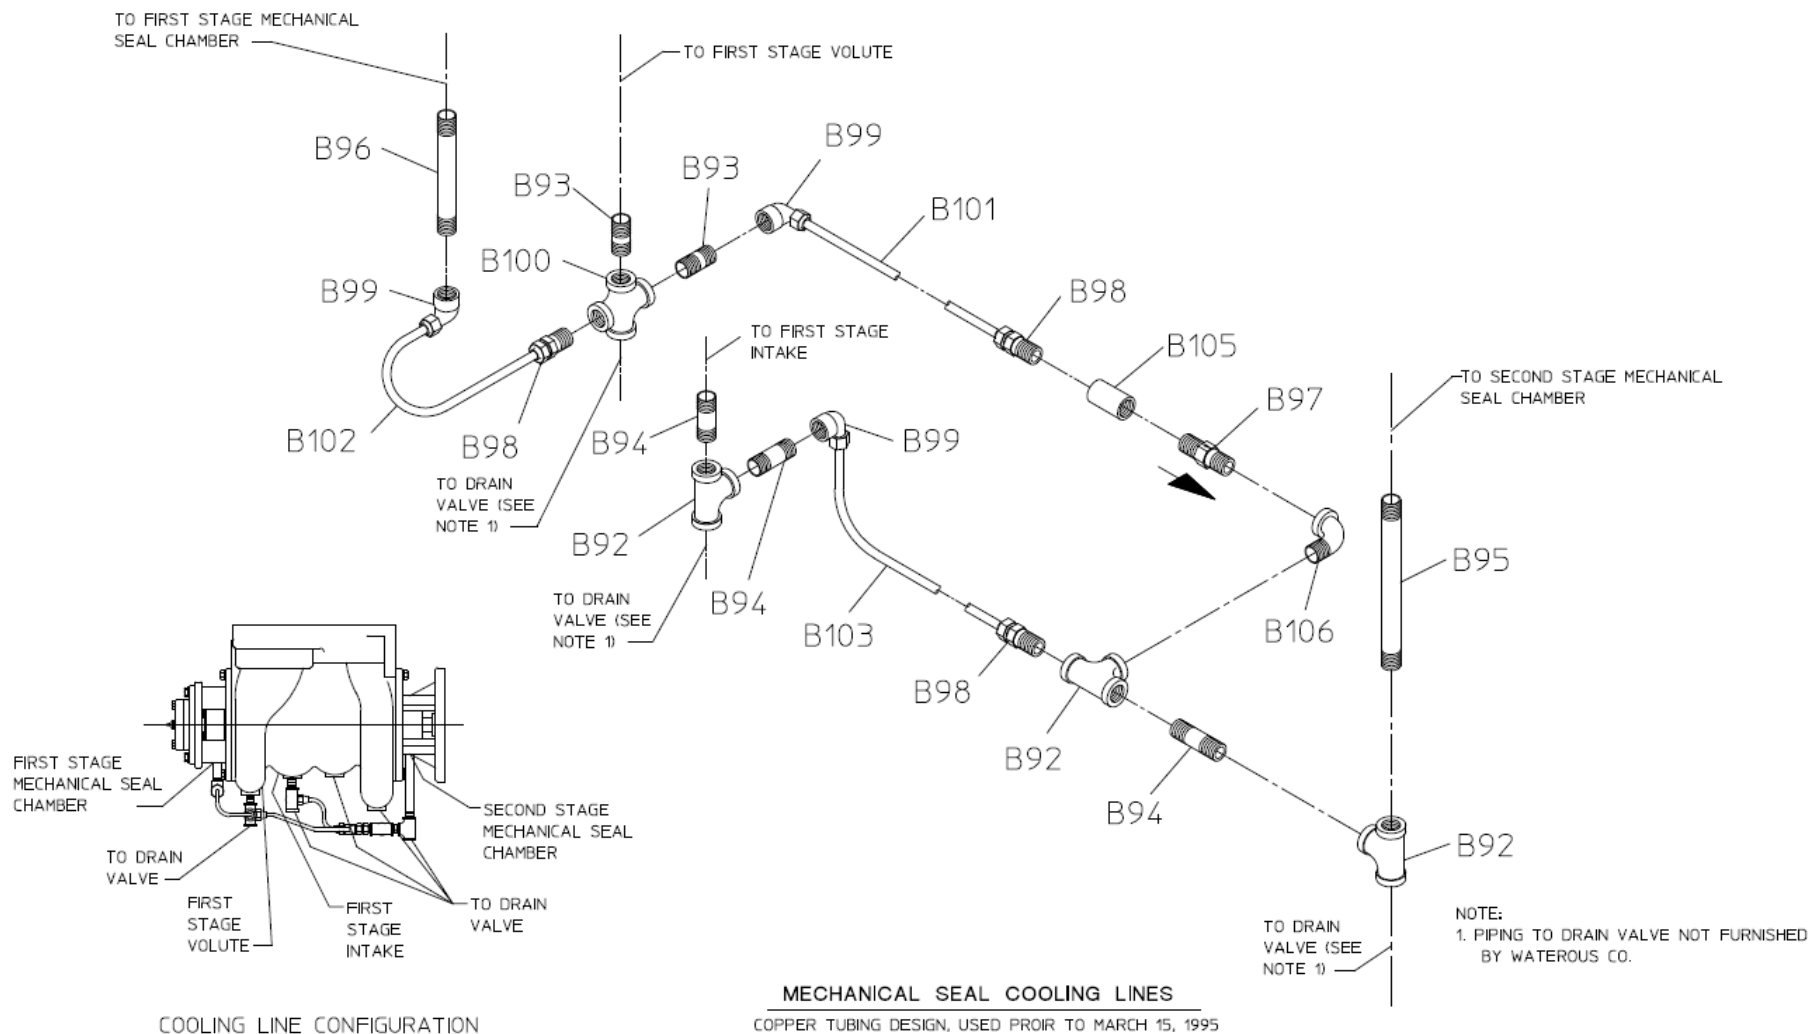 TO FIRST STAGE MECHANICAL
SEAL CHAMBER
TO FIRST STAGE VOLUTE
B96
B93
B93
B99
B101
B100
B99
B98
TO FIRST STAGE
INTAKE
B105
TO SECOND STAGE MECHANICAL
SEAL CHAMBER
B97
B102
B98
B94
B99
TO DRAIN
VALVE (SEE
NOTE 1)
B92
B95
TO DRAIN
VALVE (SEE
NOTE 1)
B94
B103
B106
B98
B92
B94
B92
FIRST STAGE
MECHANICAL SEAL
CHAMBER
SECOND STAGE
MECHANICAL SEAL
CHAMBER
TO DRAIN
VALVE
FIRST
STAGE
VOLUTE
FIRST
STAGE
INTAKE
TO DRAIN
VALVE
TO DRAIN
VALVE (SEE
NOTE 1)
NOTE:
1. PIPING TO DRAIN VALVE NOT FURNISHED
BY WATEROUS CO.
COOLING LINE CONFIGURATION
MECHANICAL SEAL COOLING LINES
COPPER TUBING DESIGN, USED PROIR TO MARCH 15, 1995